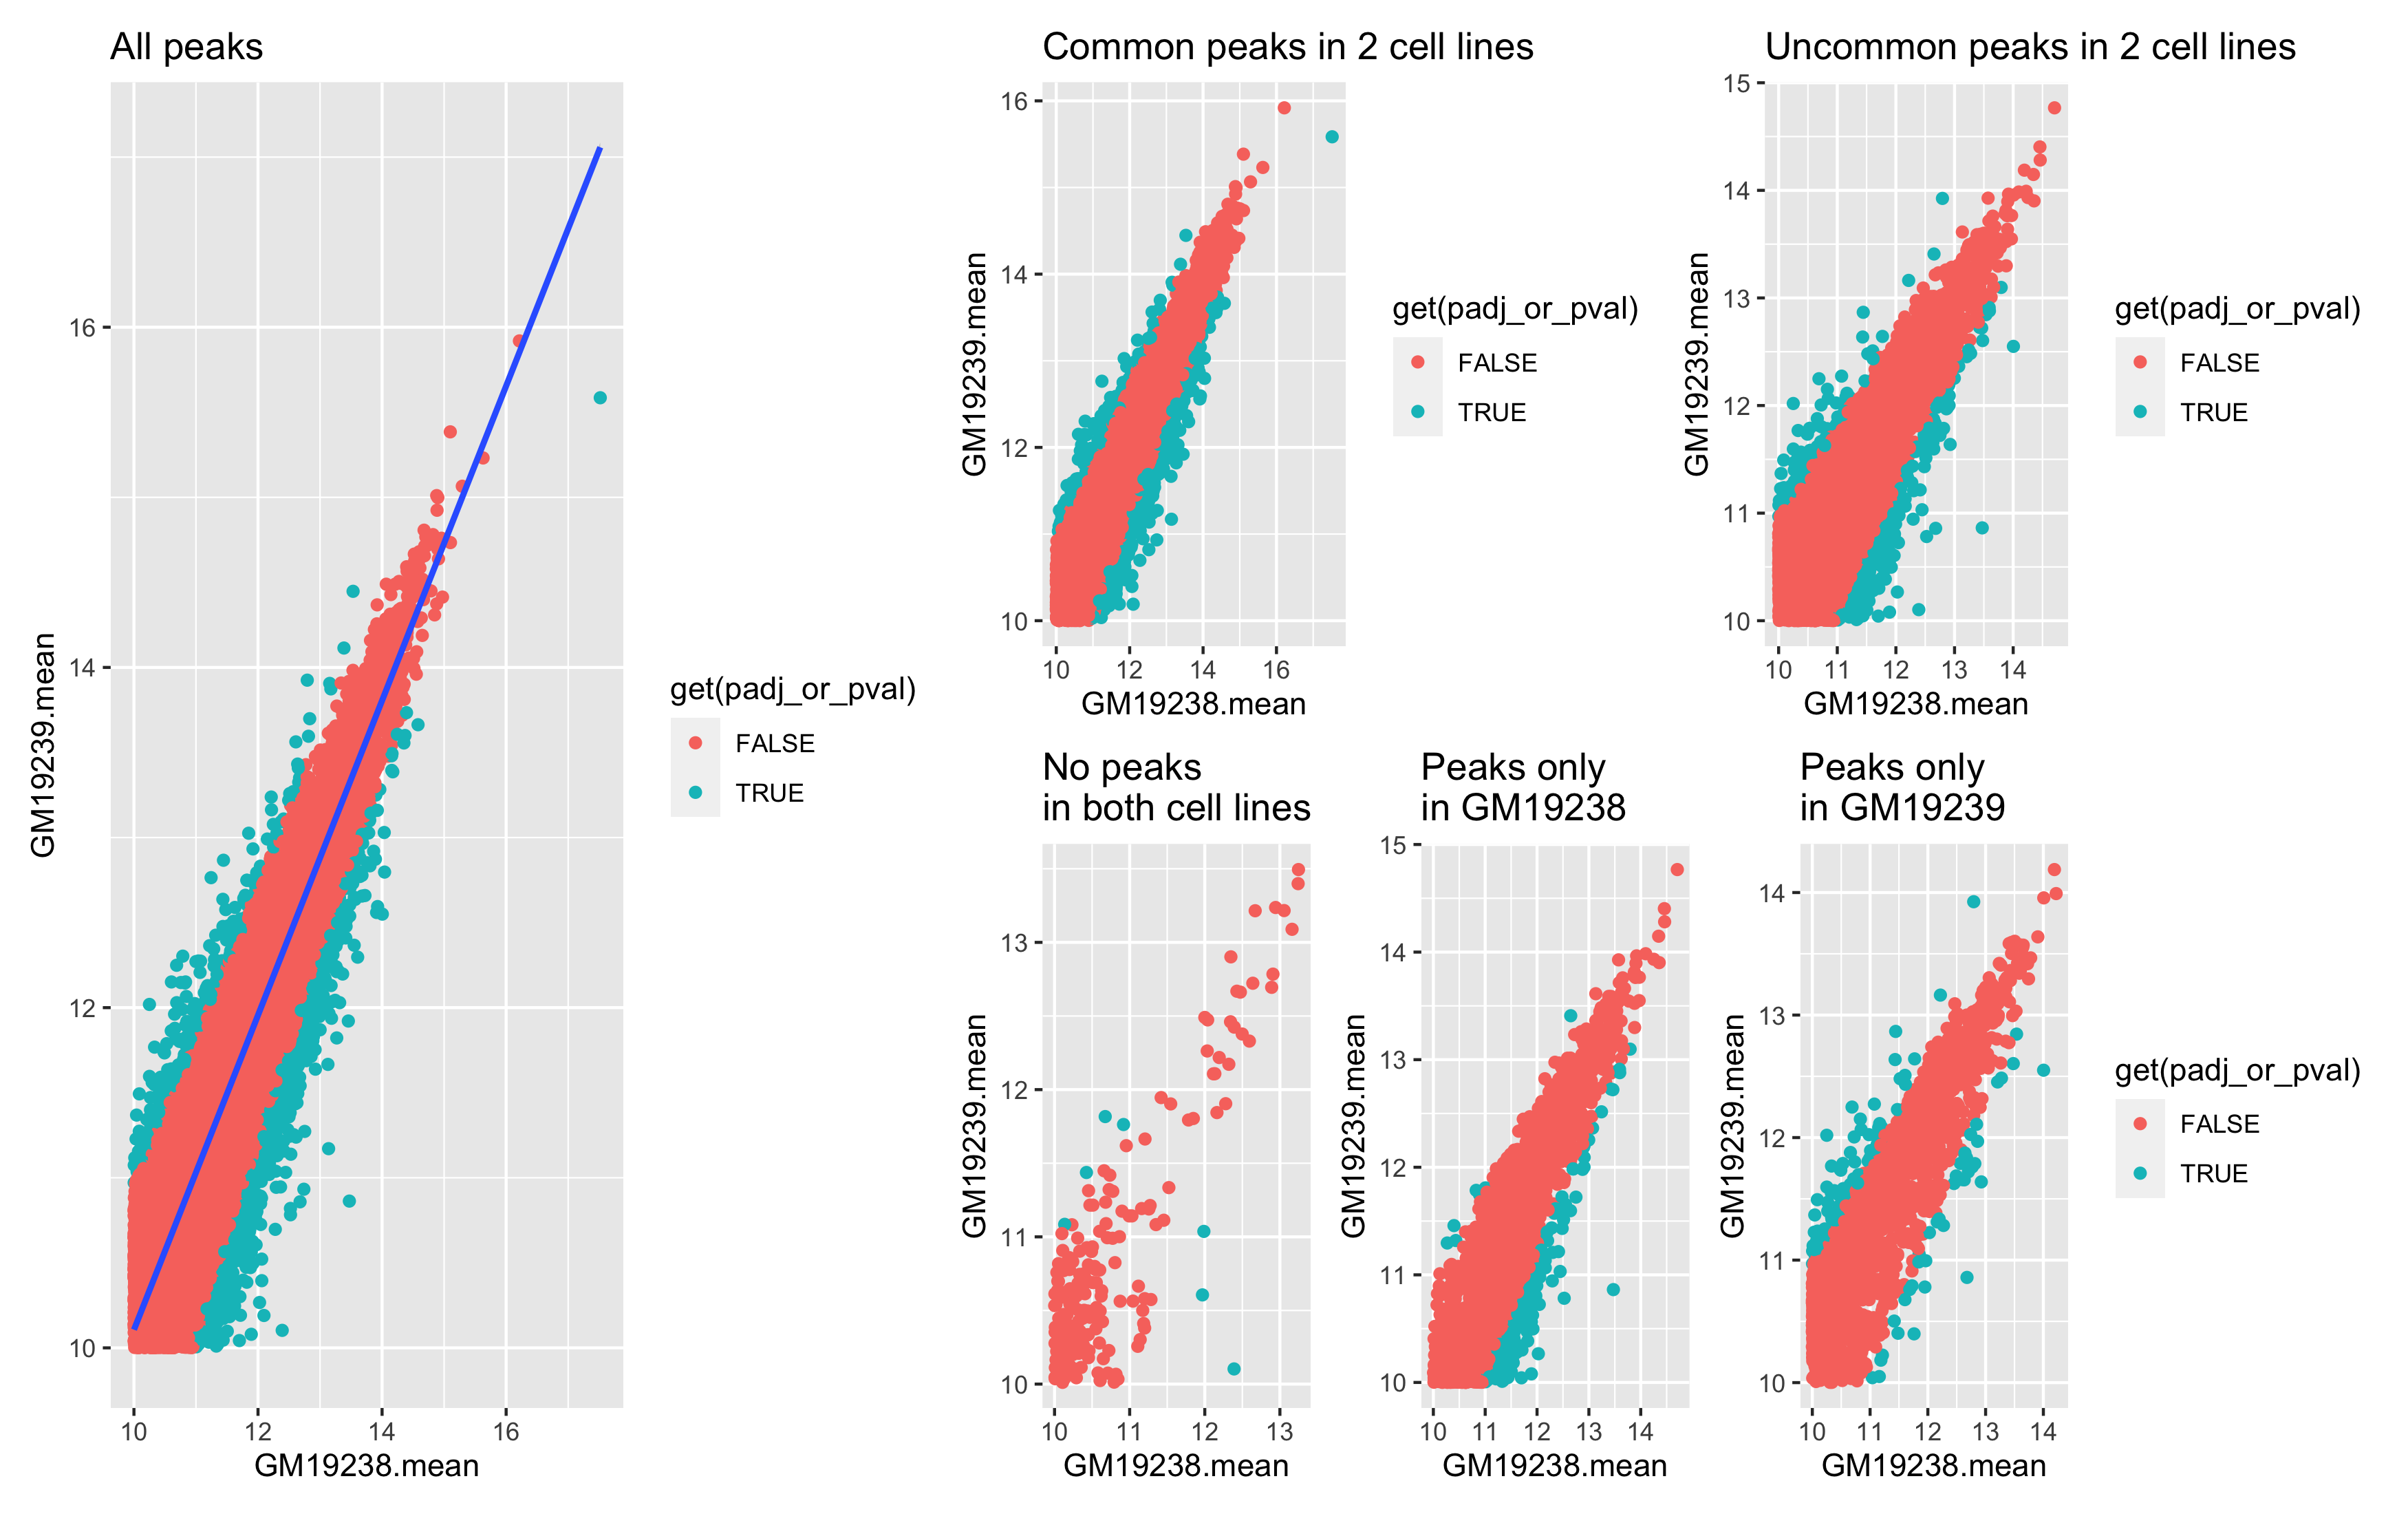 All peaks
16
14
12
10
10 12 14 16
GM19238.mean
GM19239.mean
get(padj_or_pval)
FALSE
TRUE
Common peaks in 2 cell lines
16
14
12
10
10 12 14 16
GM19238.mean
GM19239.mean
get(padj_or_pval)
FALSE
TRUE
Uncommon peaks in 2 cell lines
15
14
13
12
11
10
10 11 12 13 14
GM19238.mean
GM19239.mean
get(padj_or_pval)
FALSE
TRUE
No peaks
in both cell lines
13
12
11
10
10 11 12 13
GM19238.mean
GM19239.mean
Peaks only
in GM19238
15
14
13
12
11
10
10 11 12 13 14
GM19238.mean
GM19239.mean
Peaks only
in GM19239
14
13
12
11
10
10 11 12 13 14
GM19238.mean
GM19239.mean
get(padj_or_pval)
FALSE
TRUE